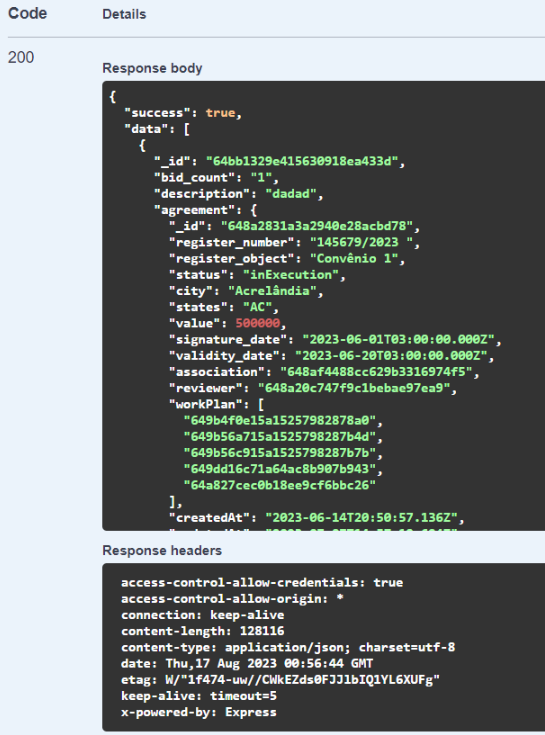 Code Details
200
Response body
{
"success": true,
"data": [
{
"_id": "64bb1329e415630918ea433d",
"bid_count": "1",
"description": "dadad",
"agreement": {
"_id": "648a2831a3a2940e28acbd78",
"register_number": "145679/2023 ",
"register_object": "Convênio 1",
"status": "inExecution",
"city": "Acrelândia",
"states": "AC",
"value": 500000,
"signature_date": "2023-06-01T03:00:00.000Z",
"validity_date": "2023-06-20T03:00:00.000Z",
"association": "648af4488cc629b3316974f5",
"reviewer": "648a20c747f9c1bebae97ea9",
"workPlan": [
"649b4f0e15a15257982878a0",
"649b56a715a1525798287b4d",
"649b56c915a1525798287b7b",
"649dd16c71a64ac8b907b943",
"64a827cec0b18ee9cf6bbc26"
],
"createdAt": "2023-06-14T20:50:57.136Z",
Response headers
access-control-allow-credentials: true
access-control-allow-origin: *
connection: keep-alive
content-length: 128116
content-type: application/json; charset=utf-8
date: Thu,17 Aug 2023 00:56:44 GMT
etag: W/"1f474-uw//CWkEZds0FJJlbIQ1YL6XUFg"
keep-alive: timeout=5
x-powered-by: Express